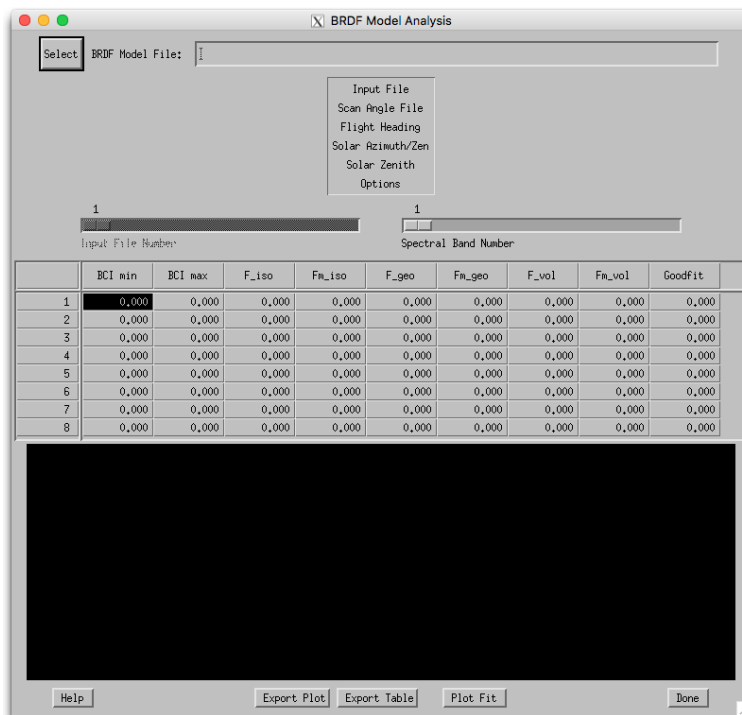 BRDF Model Analysis
Select BRDF Model File:
Input File
Scan Angle File
Flight Heading
Solar Azimuth/Zen
Solar Zenith
Options
1 1
Input File Number Spectral Band Number
BCI min BCI max F_iso Fm_iso F_geo Fm_geo F_vol Fm_vol Goodfit
1 0.000 0.000 0.000 0.000 0.000 0.000 0.000 0.000 0.000
2 0.000 0.000 0.000 0.000 0.000 0.000 0.000 0.000 0.000
3 0.000 0.000 0.000 0.000 0.000 0.000 0.000 0.000 0.000
4 0.000 0.000 0.000 0.000 0.000 0.000 0.000 0.000 0.000
5 0.000 0.000 0.000 0.000 0.000 0.000 0.000 0.000 0.000
6 0.000 0.000 0.000 0.000 0.000 0.000 0.000 0.000 0.000
7 0.000 0.000 0.000 0.000 0.000 0.000 0.000 0.000 0.000
8 0.000 0.000 0.000 0.000 0.000 0.000 0.000 0.000 0.000
Help Export Plot Export Table Plot Fit Done